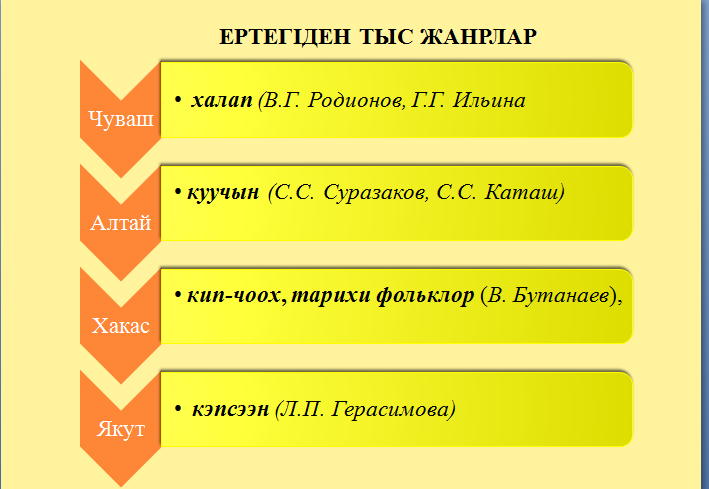 ЕРТЕГІДЕН ТЫС ЖАНРЛАР
Чуваш
• халап (В.Г. Родионов, Г.Г. Ильина
Алтай
• куучын (С.С. Суразаков, С.С. Каташ)
Хакас
• кип-чоох, тарихи фольклор (В. Бутанаев),
Якут
• кэпсээн (Л.П. Герасимова)